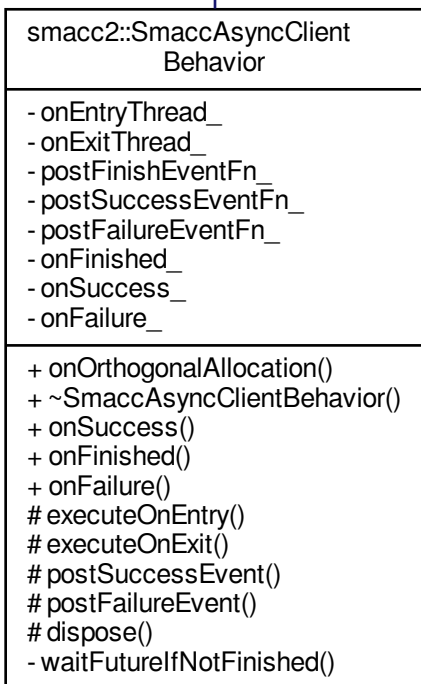 smacc2::SmaccAsyncClient
Behavior
- onEntryThread_
- onExitThread_
- postFinishEventFn_
- postSuccessEventFn_
- postFailureEventFn_
- onFinished_
- onSuccess_
- onFailure_
+ onOrthogonalAllocation()
+ ~SmaccAsyncClientBehavior()
+ onSuccess()
+ onFinished()
+ onFailure()
# executeOnEntry()
# executeOnExit()
# postSuccessEvent()
# postFailureEvent()
# dispose()
- waitFutureIfNotFinished()